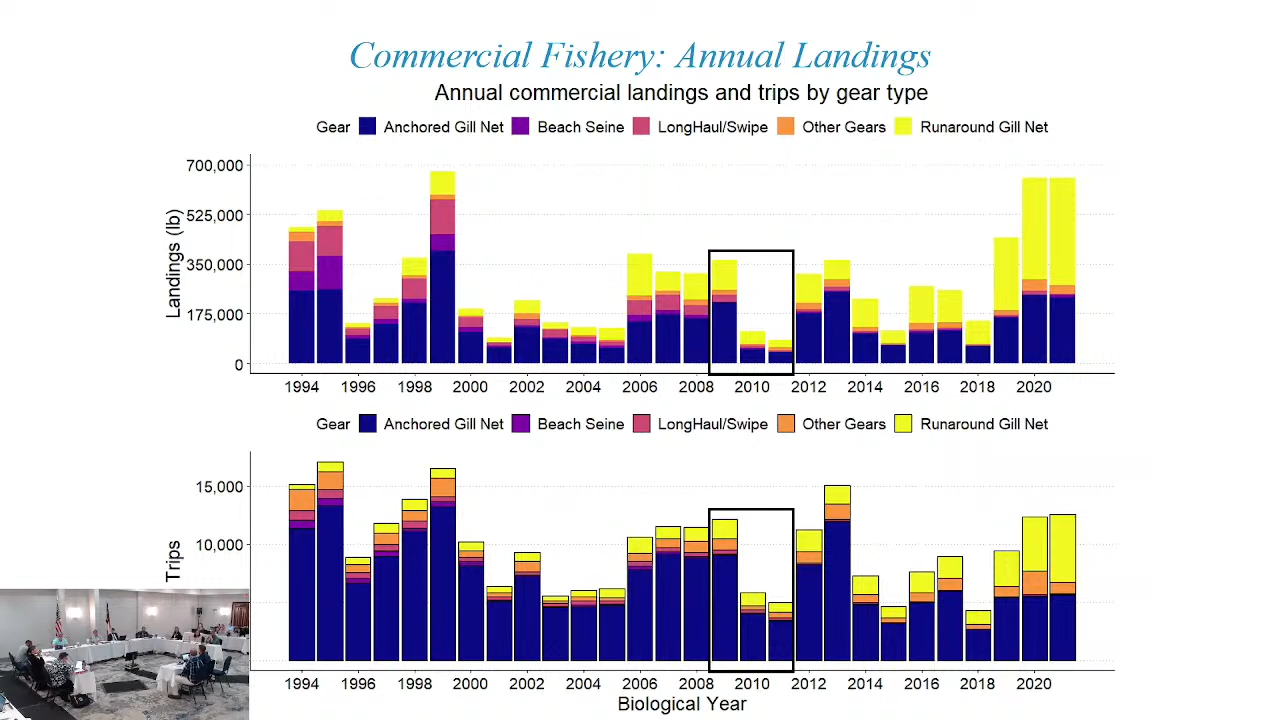 Commercial Fishery: Annual Landings
Annual commercial landings and trips by gear type
Gear Anchored Gill Net Beach Seine LongHaul/Swipe Other Gears Runaround Gill Net
700,000
525,000
350,000
175,000
0
Landings (lb)
1994 1996 1998 2000 2002 2004 2006 2008 2010 2012 2014 2016 2018 2020
Gear Anchored Gill Net Beach Seine LongHaul/Swipe Other Gears Runaround Gill Net
15,000
10,000
Trips
1994 1996 1998 2000 2002 2004 2006 2008 2010 2012 2014 2016 2018 2020
Biological Year